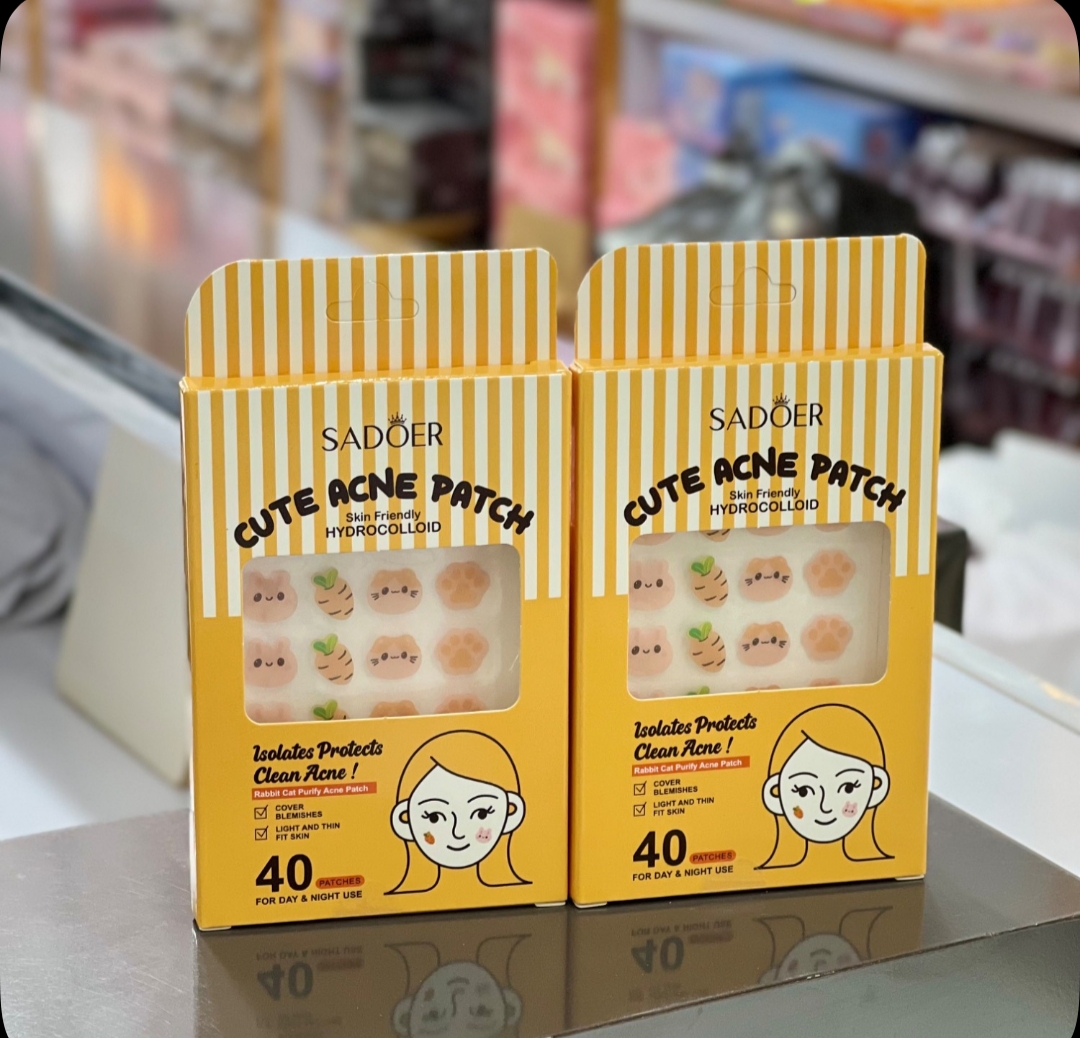 SADOER
CUTE ACNE PATCH
Skin Friendly
HYDROCOLLOID
Isolates Protects
Clean Acne !
Rabbit Cat Purify Acne Patch
COVER
BLEMISHES
LIGHT AND THIN
FIT SKIN
40 PATCHES
FOR DAY & NIGHT USE
SADOER
CUTE ACNE PATCH
Skin Friendly
HYDROCOLLOID
Isolates Protects
Clean Acne !
Rabbit Cat Purify Acne Patch
COVER
BLEMISHES
LIGHT AND THIN
FIT SKIN
40 PATCHES
FOR DAY & NIGHT USE